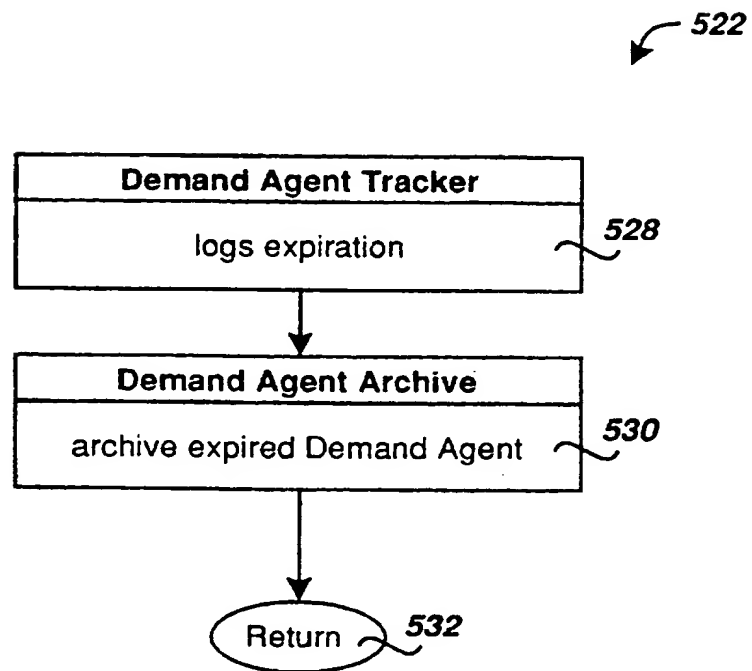 522
Demand Agent Tracker
logs expiration
528
Demand Agent Archive
archive expired Demand Agent
530
Return
532